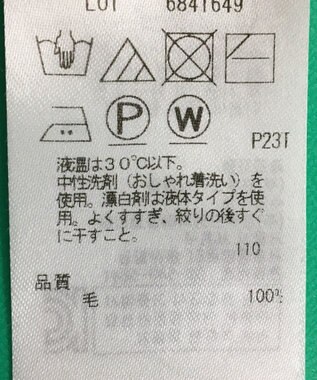 LOT 6841649
P
W
P23T
液温は30℃以下。
中性洗剤（おしゃれ着洗い）を
使用。漂白剤は液体タイプを使
用。よくすすぎ、絞りの後すぐ
に干すこと。
110
品質
毛 100%